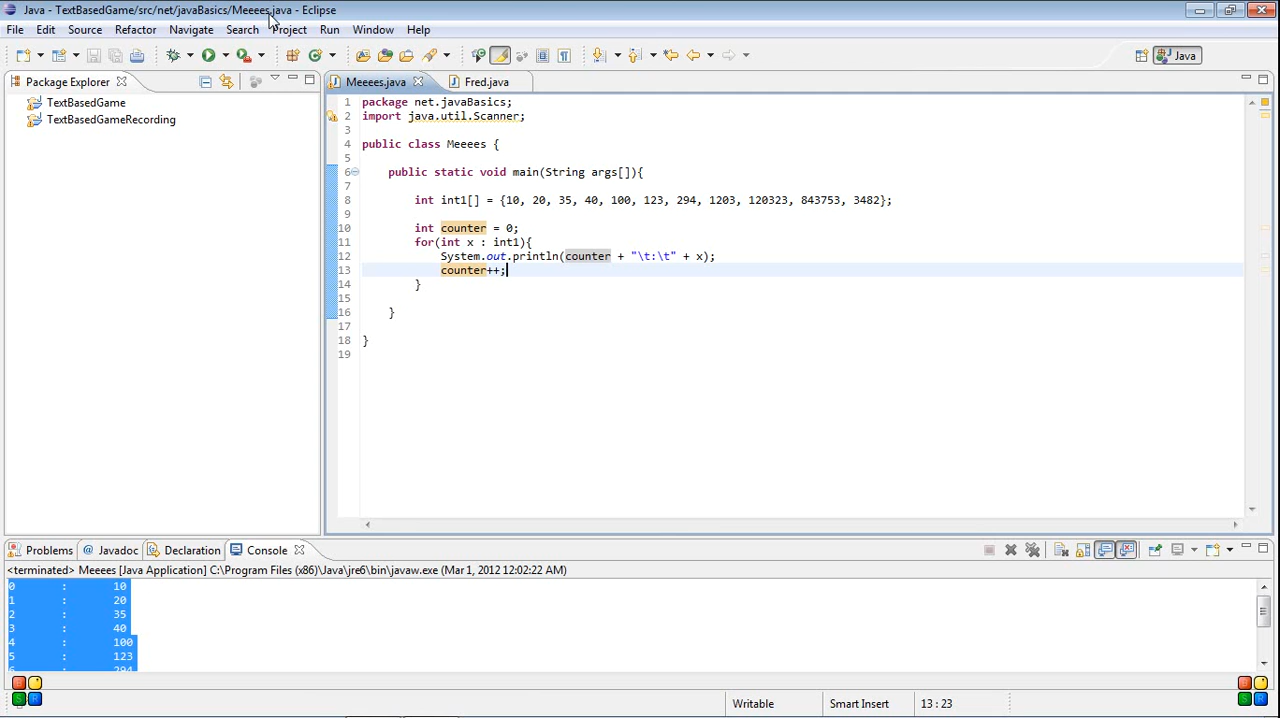 Java - TextBasedGame/src/net/javaBasics/Meeees.java - Eclipse
File Edit Source Refactor Navigate Search Project Run Window Help
Java
Package Explorer
TextBasedGame
TextBasedGameRecording
Meeees.java Fred.java
1 package net.javaBasics;
2 import java.util.Scanner;
3
4 public class Meeees {
5
6 public static void main(String args[]){
7
8 int int1[] = {10, 20, 35, 40, 100, 123, 294, 1203, 120323, 843753, 3482};
9
10 int counter = 0;
11 for(int x : int1){
12 System.out.println(counter + "\t:\t" + x);
13 counter++;
14 }
15
16 }
17
18 }
19
Problems @ Javadoc Declaration Console
<terminated> Meeees [Java Application] C:\Program Files (x86)\Java\jre6\bin\javaw.exe (Mar 1, 2012 12:02:22 AM)
0 : 10
1 : 20
2 : 35
3 : 40
4 : 100
5 : 123
6 : 294
Writable Smart Insert 13 : 23